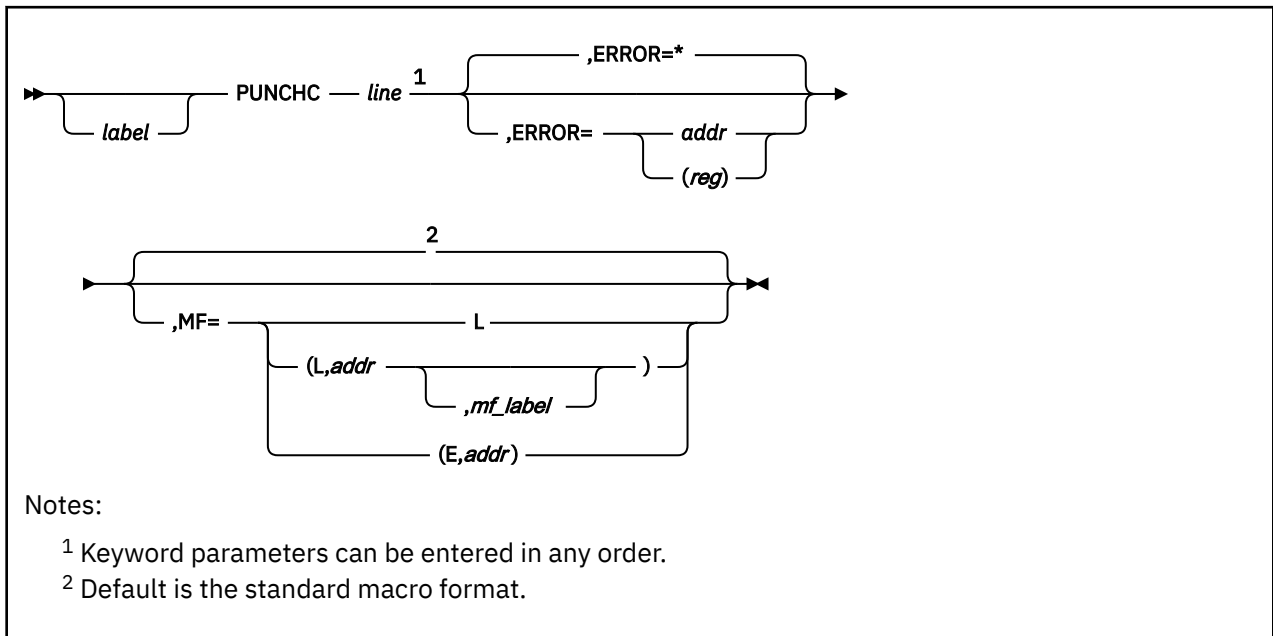 ,ERROR=*
PUNCHC line 1
label ,ERROR= addr
(reg)
2
,MF= L
(L,addr )
,mf_label
(E,addr)
Notes:
1 Keyword parameters can be entered in any order.
2 Default is the standard macro format.